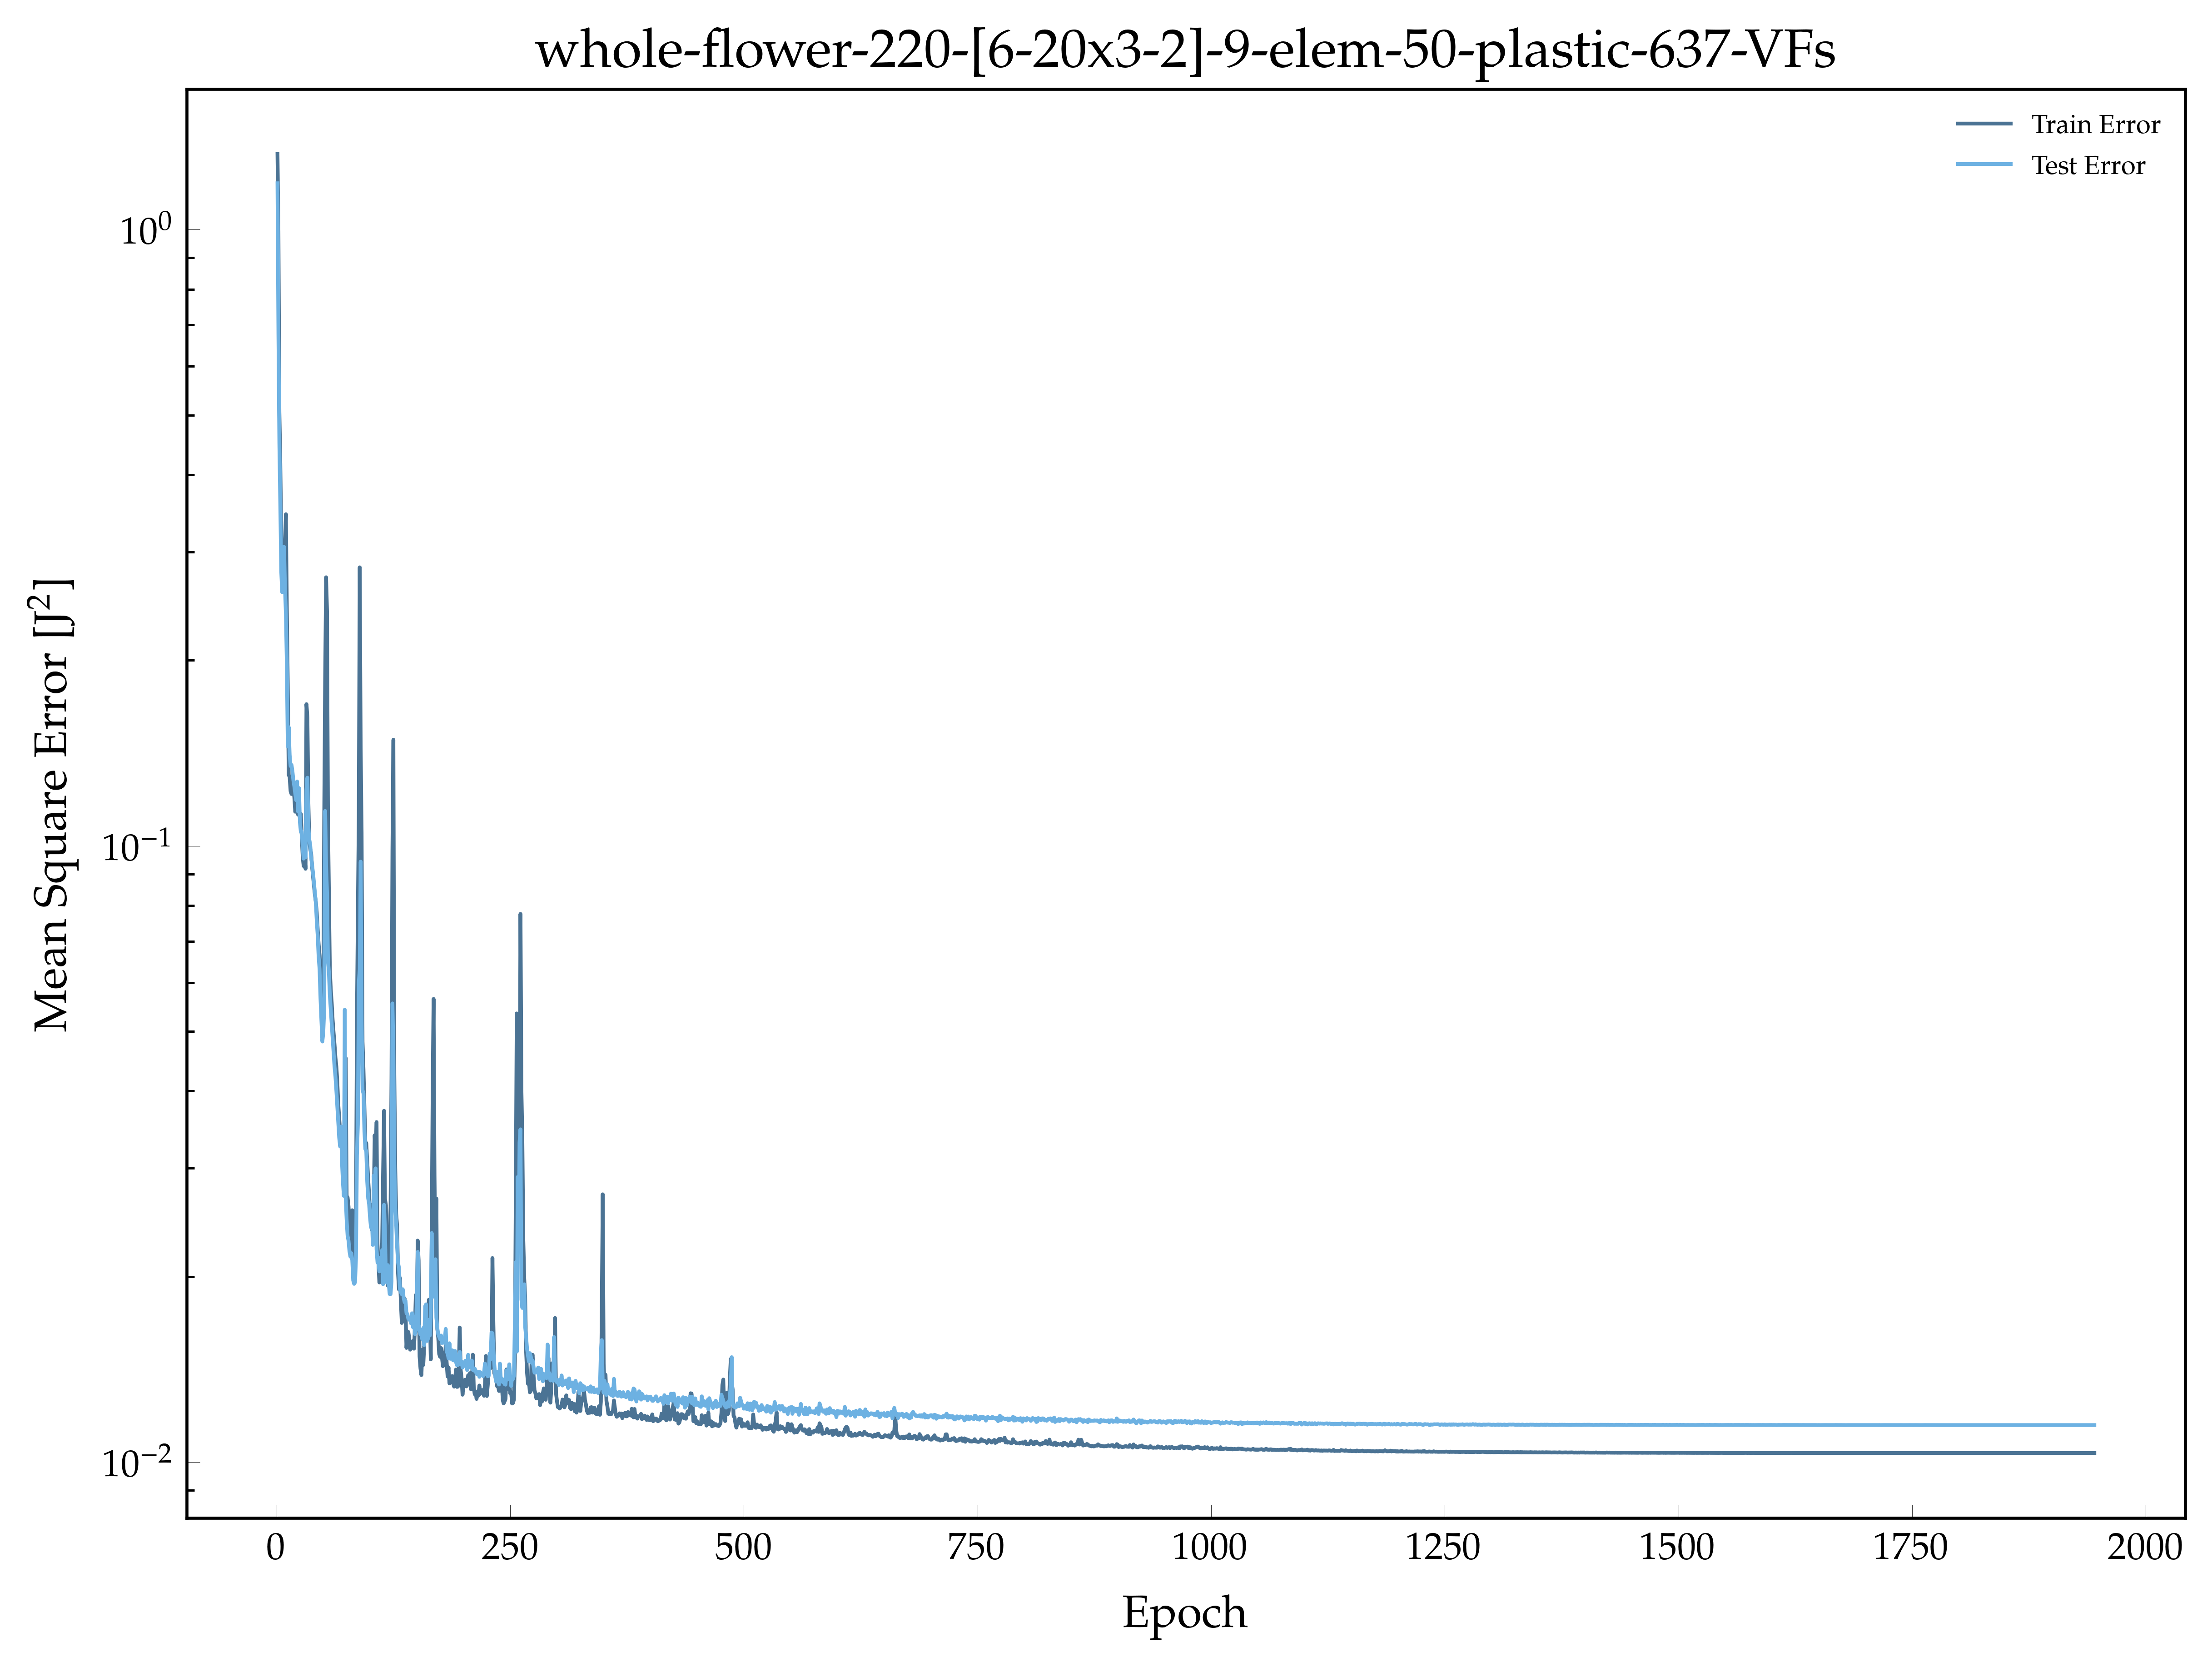 whole-flower-220-[6-20x3-2]-9-elem-50-plastic-637-VFs
Train Error
Test Error
10⁰
10⁻¹
10⁻²
Mean Square Error [J²]
0 250 500 750 1000 1250 1500 1750 2000
Epoch